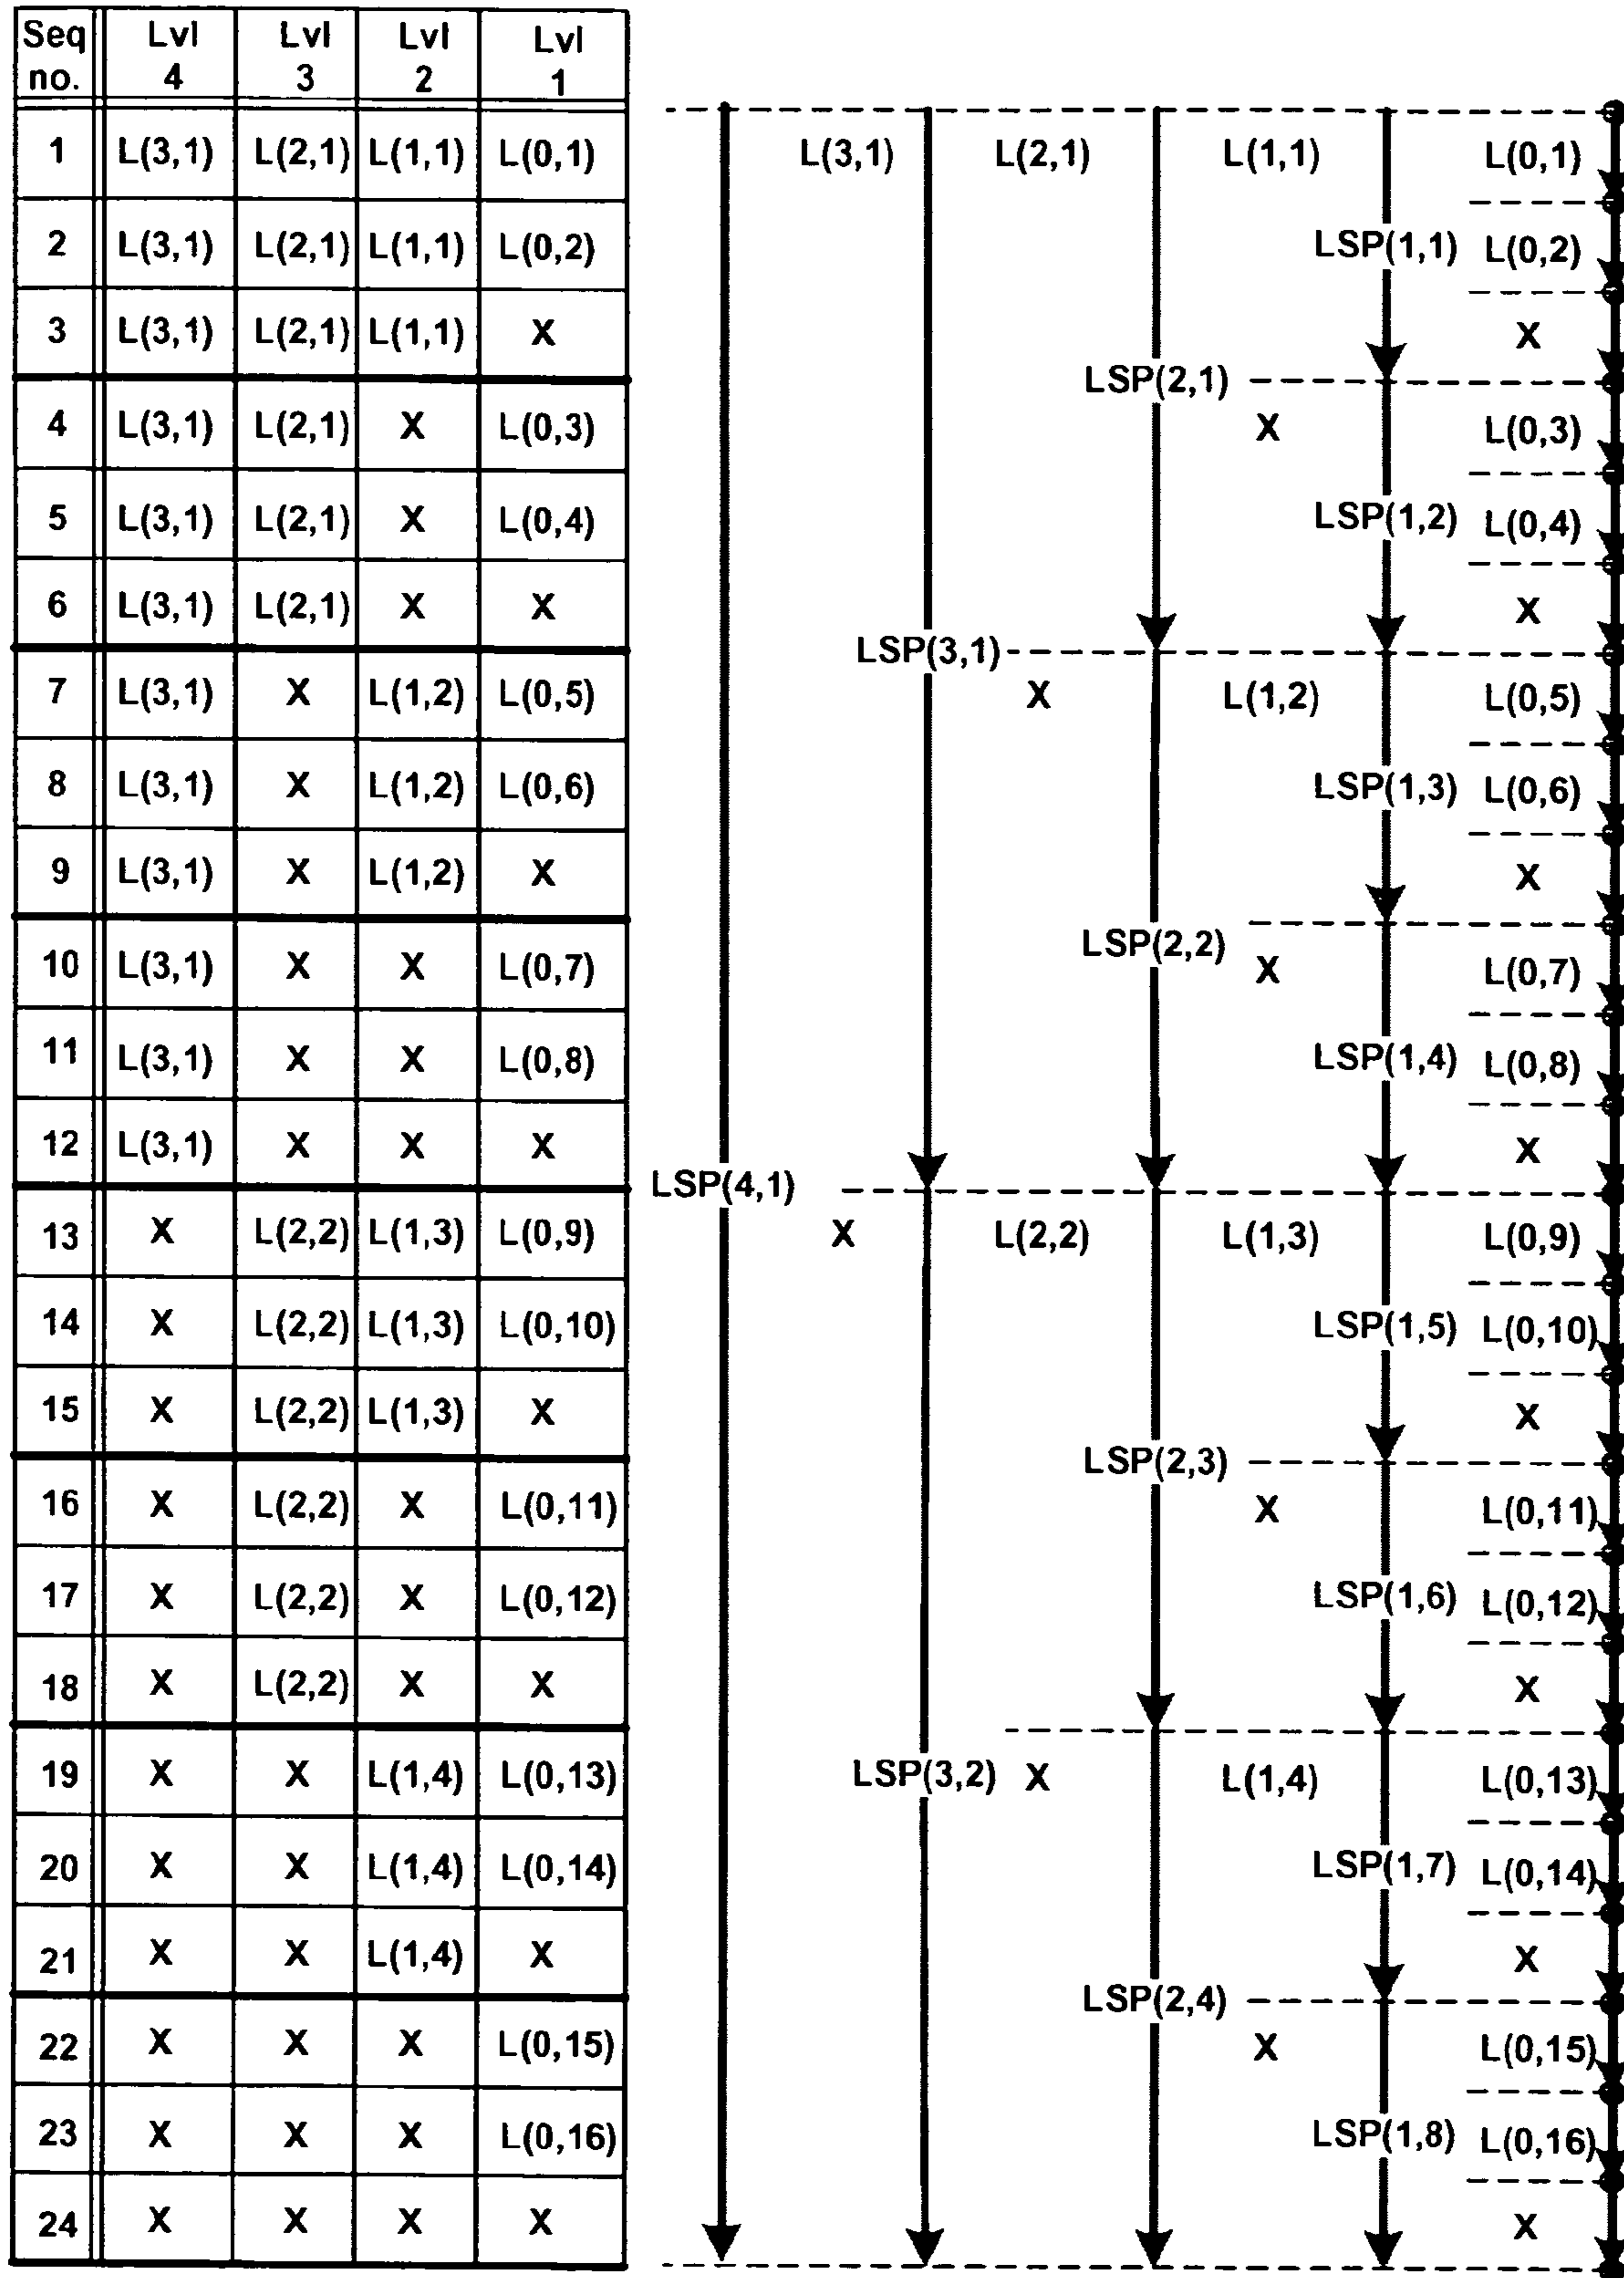 Seq no. Lvl 4 Lvl 3 Lvl 2 Lvl 1
1 L(3,1) L(2,1) L(1,1) L(0,1)
2 L(3,1) L(2,1) L(1,1) L(0,2)
3 L(3,1) L(2,1) L(1,1) X
4 L(3,1) L(2,1) X L(0,3)
5 L(3,1) L(2,1) X L(0,4)
6 L(3,1) L(2,1) X X
7 L(3,1) X L(1,2) L(0,5)
8 L(3,1) X L(1,2) L(0,6)
9 L(3,1) X L(1,2) X
10 L(3,1) X X L(0,7)
11 L(3,1) X X L(0,8)
12 L(3,1) X X X
13 X L(2,2) L(1,3) L(0,9)
14 X L(2,2) L(1,3) L(0,10)
15 X L(2,2) L(1,3) X
16 X L(2,2) X L(0,11)
17 X L(2,2) X L(0,12)
18 X L(2,2) X X
19 X X L(1,4) L(0,13)
20 X X L(1,4) L(0,14)
21 X X L(1,4) X
22 X X X L(0,15)
23 X X X L(0,16)
24 X X X X
L(3,1) L(2,1) L(1,1) L(0,1)
LSP(1,1) L(0,2)
X
LSP(2,1)
X L(0,3)
LSP(1,2) L(0,4)
X
LSP(3,1)
X L(1,2) L(0,5)
LSP(1,3) L(0,6)
X
LSP(2,2)
X L(0,7)
LSP(1,4) L(0,8)
X
LSP(4,1)
X L(2,2) L(1,3) L(0,9)
LSP(1,5) L(0,10)
X
LSP(2,3)
X L(0,11)
LSP(1,6) L(0,12)
X
LSP(3,2) X L(1,4) L(0,13)
LSP(1,7) L(0,14)
X
LSP(2,4)
X L(0,15)
LSP(1,8) L(0,16)
X